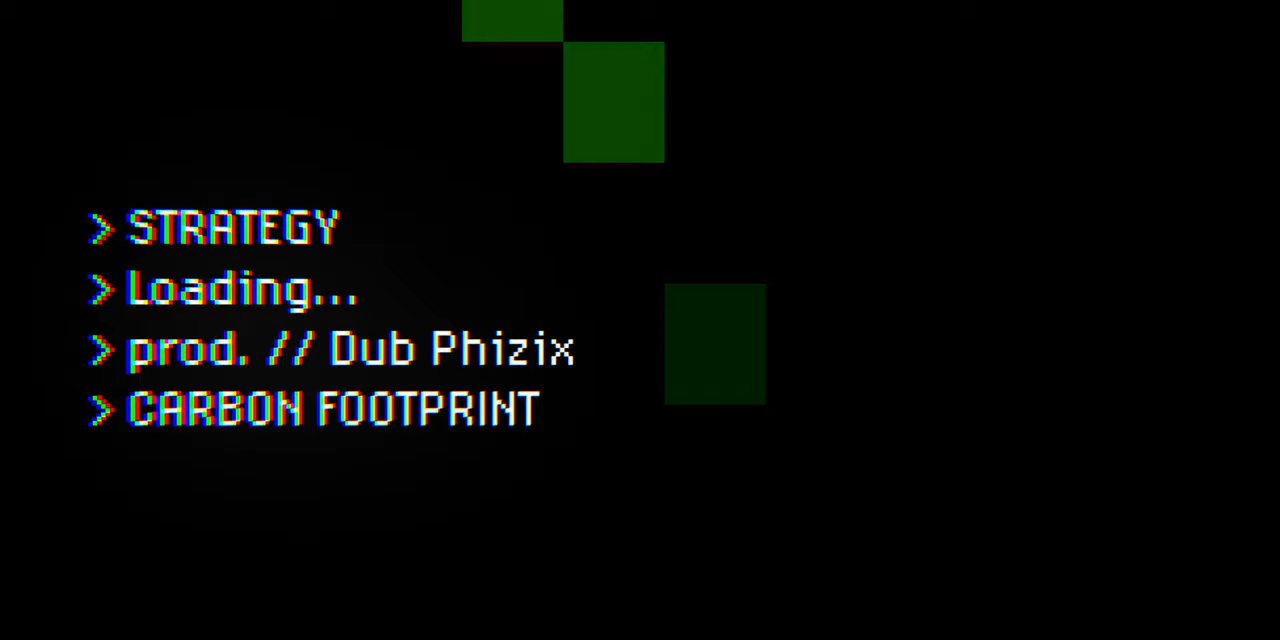 > STRATEGY
> Loading...
> prod. // Dub Phizix
> CARBON FOOTPRINT